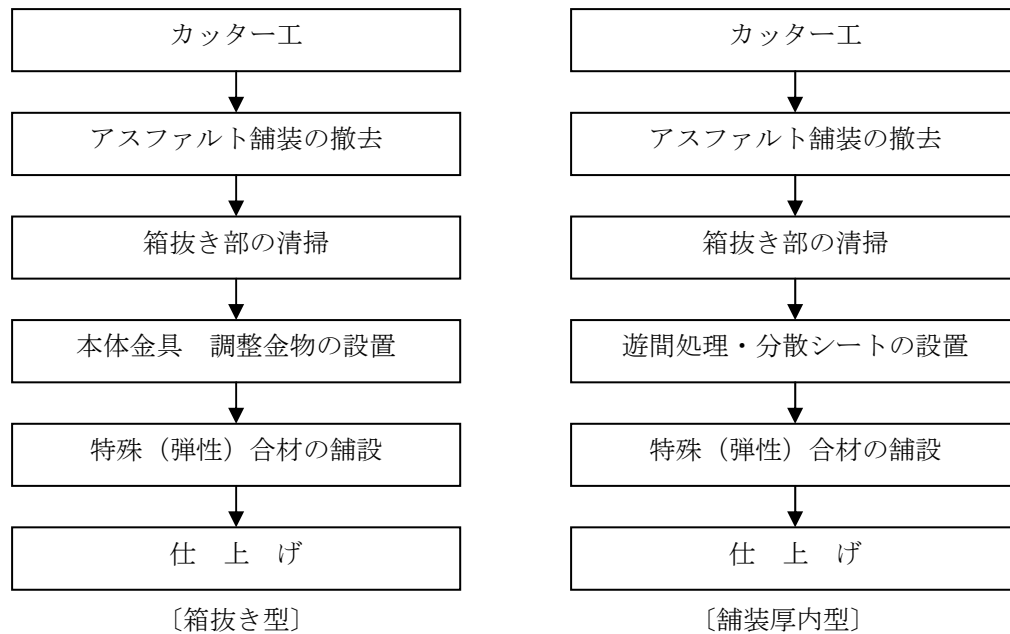 カッター工
アスファルト舗装の撤去
箱抜き部の清掃
本体金具　調整金物の設置
特殊（弾性）合材の舗設
仕　上　げ
〔箱抜き型〕
カッター工
アスファルト舗装の撤去
箱抜き部の清掃
遊間処理・分散シートの設置
特殊（弾性）合材の舗設
仕　上　げ
〔舗装厚内型〕